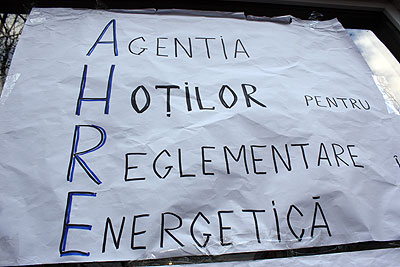 AGENTIA
HOȚILOR PENTRU
REGLEMENTARE
ENERGETICĂ